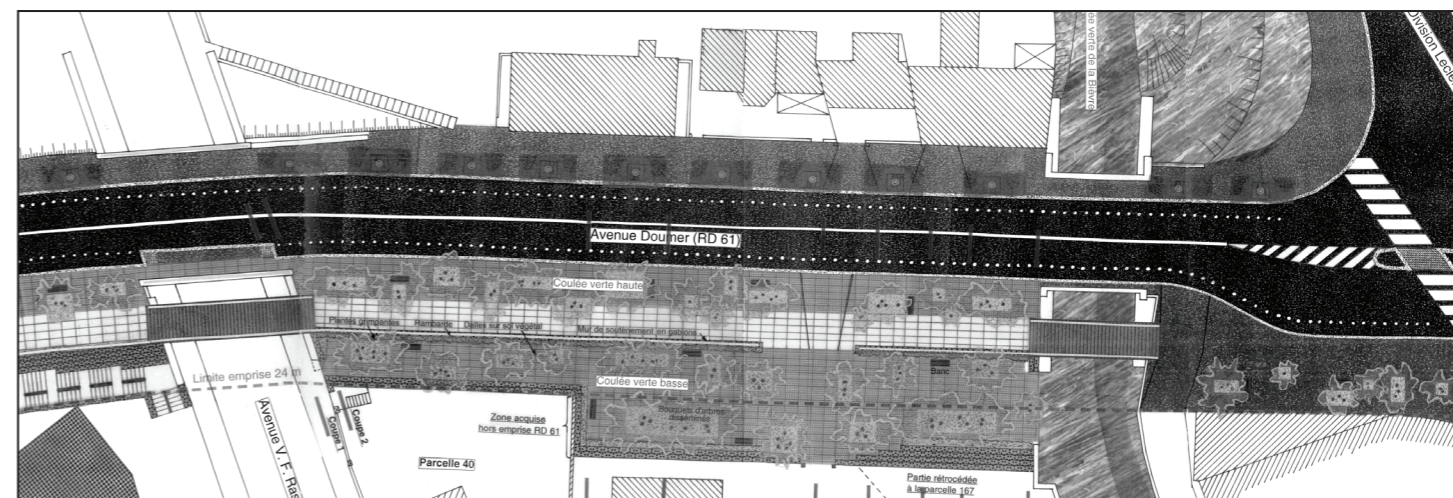 ée verte de la Bièvre
Division Lecle
Avenue Doumer (RD 61)
Coulée verte haute
Plantes grimpantes
Rambarde
Dalles sur sol végétal
Mur de soutènement en gabions
Limite emprise 24 m
Coulée verte basse
Banc
Bouquets d'arbres
disséminés
Avenue V. F. Ras
Coupe 1
Coupe 2
Zone acquise
hors emprise RD 61
Parcelle 40
Partie rétrocédée
à la parcelle 167